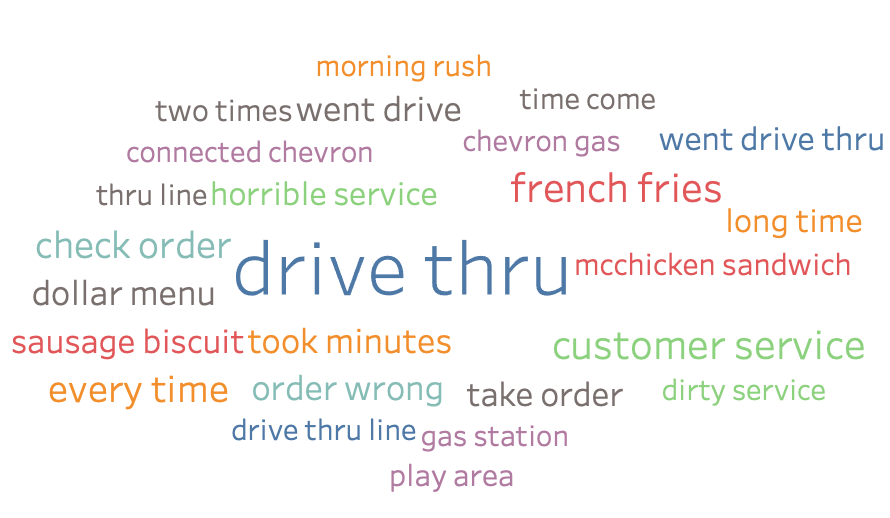 morning rush
two times
went drive
time come
connected chevron
chevron gas
went drive thru
thru line
horrible service
french fries
long time
check order
drive thru
mcchicken sandwich
dollar menu
sausage biscuit
took minutes
customer service
every time
order wrong
take order
dirty service
drive thru line
gas station
play area